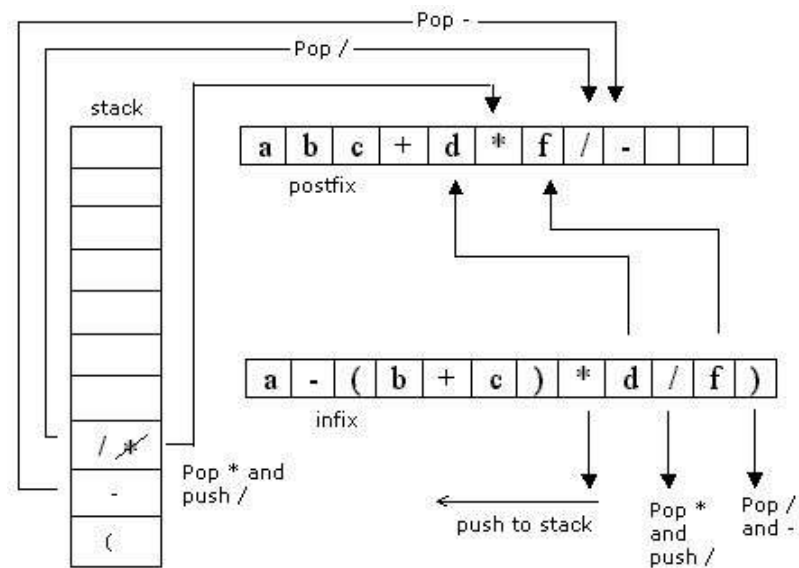 Pop -
Pop /
stack
a b c + d * f / -
postfix
a - ( b + c ) * d / f )
infix
/ *
-
(
Pop * and
push /
push to stack
Pop *
and
push /
Pop /
and -